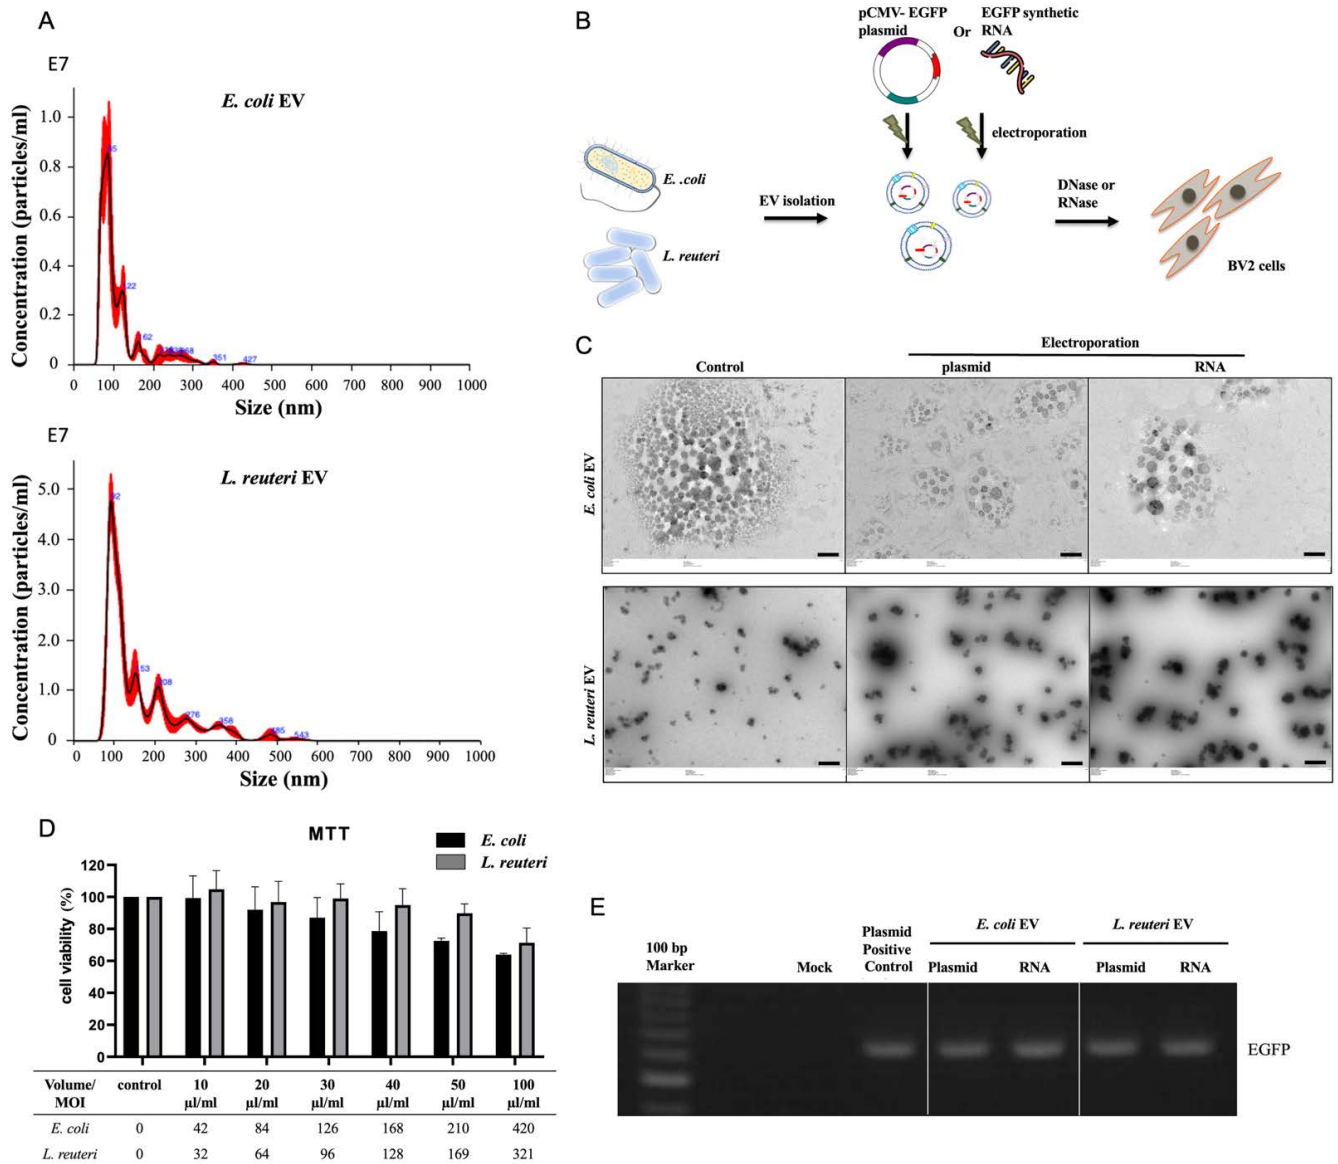 A
E7
E. coli EV
Concentration (particles/ml)
1.0
0.8
0.6
0.4
0.2
0
85
122
162
351
427
0 100 200 300 400 500 600 700 800 900 1000
Size (nm)
E7
L. reuteri EV
Concentration (particles/ml)
5.0
4.0
3.0
2.0
1.0
0
92
153
208
276
358
485
543
0 100 200 300 400 500 600 700 800 900 1000
Size (nm)
B
pCMV- EGFP
plasmid
Or
EGFP synthetic
RNA
electroporation
E. .coli
L. reuteri
EV isolation
DNase or
RNase
BV2 cells
C
Electroporation
Control plasmid RNA
E. coli EV
L. reuteri EV
D
MTT
E. coli
L. reuteri
cell viability (%)
120
100
80
60
40
20
0
Volume/ control 10 20 30 40 50 100
MOI µl/ml µl/ml µl/ml µl/ml µl/ml µl/ml
E. coli 0 42 84 126 168 210 420
L. reuteri 0 32 64 96 128 169 321
E
100 bp
Marker
Mock
Plasmid
Positive
Control
E. coli EV
Plasmid RNA
L. reuteri EV
Plasmid RNA
EGFP